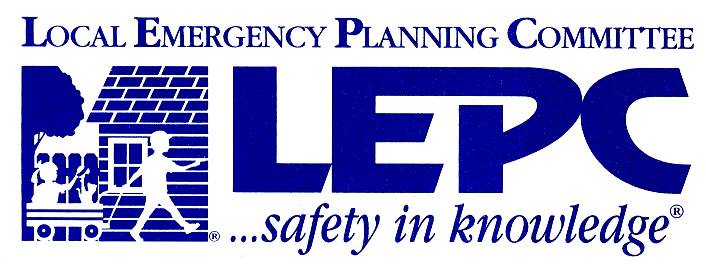 LOCAL EMERGENCY PLANNING COMMITTEE
LEPC
® ...safety in knowledge®